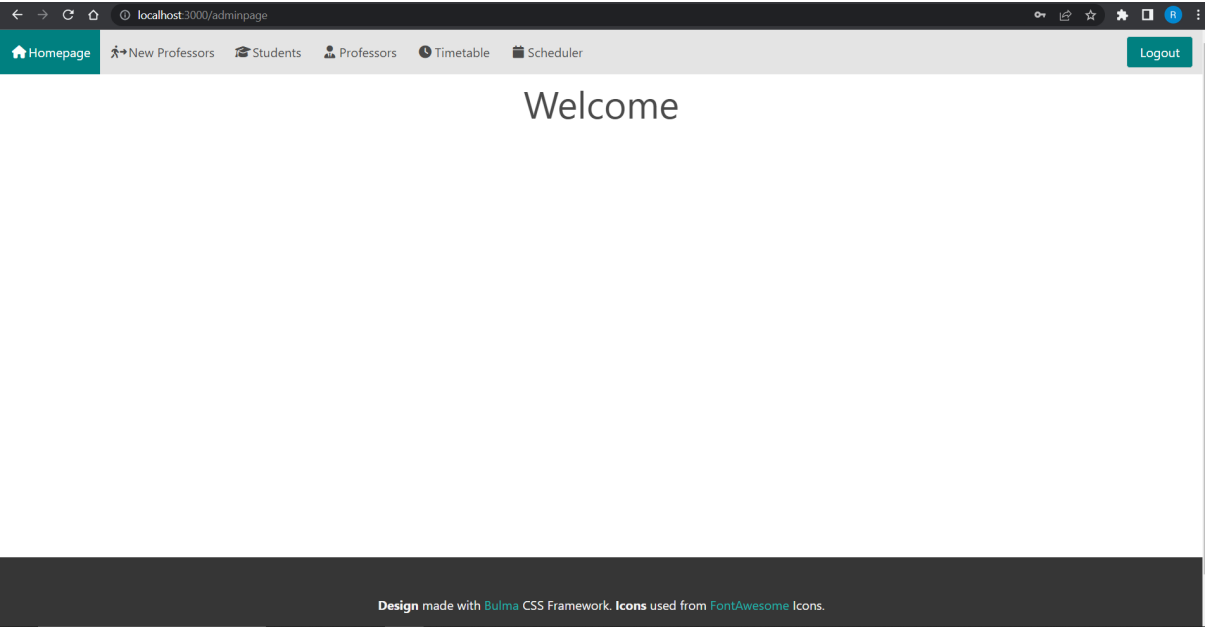 localhost:3000/adminpage
R
Homepage New Professors Students Professors Timetable Scheduler Logout
Welcome
Design made with Bulma CSS Framework. Icons used from FontAwesome Icons.